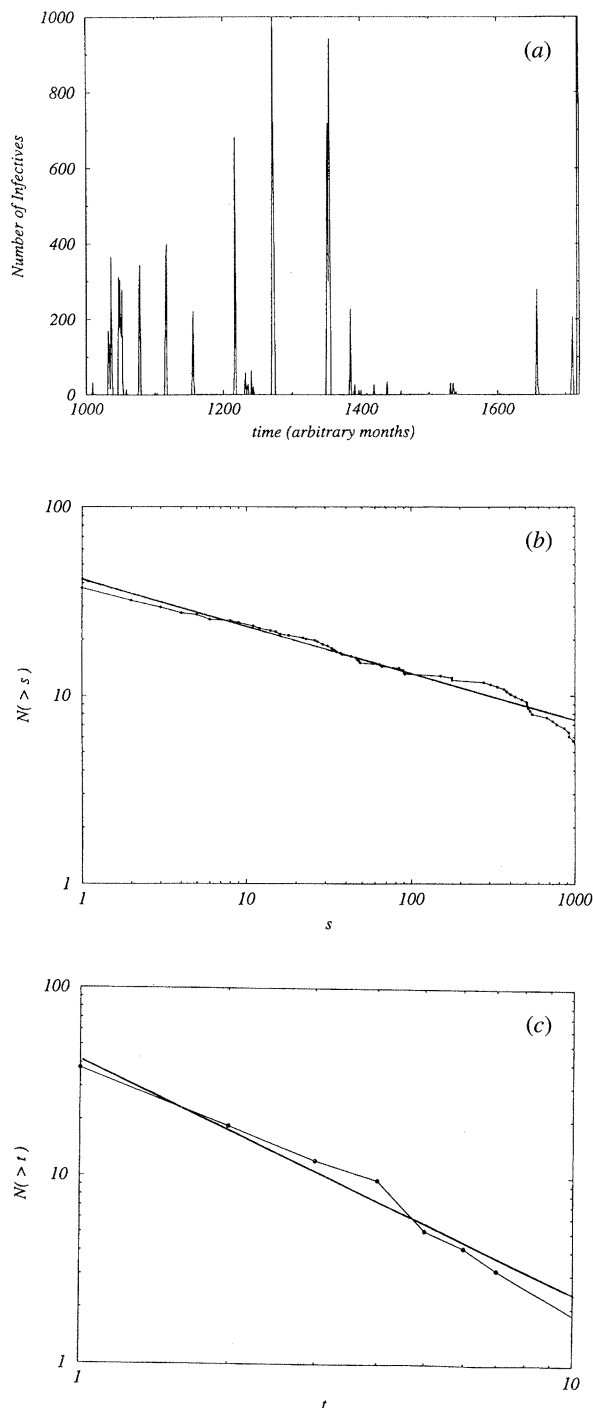 (a)
1000
800
600
400
200
0
Number of Infectives
1000 1200 1400 1600
time (arbitrary months)
(b)
100
10
1
N( > s )
1 10 100 1000
s
(c)
100
10
1
N( > t )
1 10
t